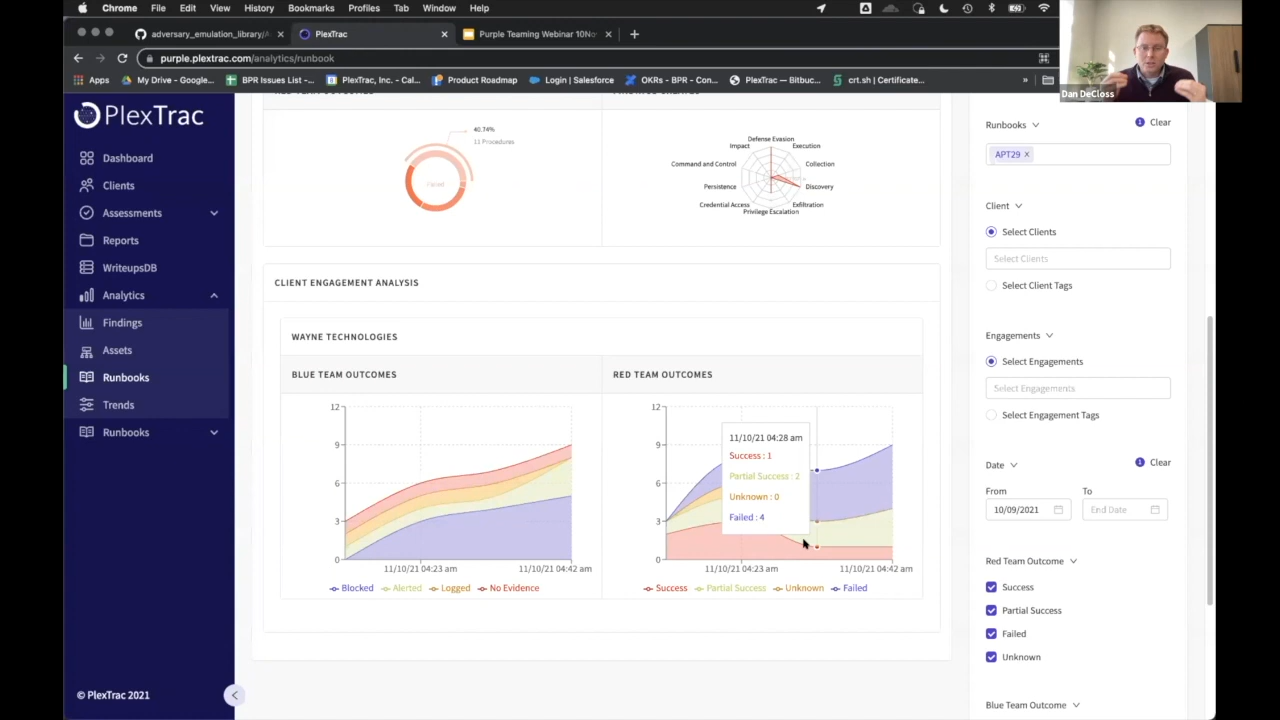 Chrome File Edit View History Bookmarks Profiles Tab Window Help
adversary_emulation_library/A
PlexTrac
Purple Teaming Webinar 10Nov
purple.plextrac.com/analytics/runbook
Apps
My Drive - Google...
BPR Issues List -...
PlexTrac, Inc. - Cal...
Product Roadmap
Login | Salesforce
OKRs - BPR - Con...
PlexTrac — Bitbuc...
crt.sh | Certificate...
Dan DeCloss
PlexTrac
Dashboard
Clients
Assessments
Reports
WriteupsDB
Analytics
Findings
Assets
Runbooks
Trends
Runbooks
© PlexTrac 2021
40.74%
11 Procedures
Failed
Defense Evasion
Execution
Collection
Discovery
Exfiltration
Privilege Escalation
Credential Access
Persistence
Command and Control
Impact
CLIENT ENGAGEMENT ANALYSIS
WAYNE TECHNOLOGIES
BLUE TEAM OUTCOMES
12
9
6
3
0
11/10/21 04:23 am
11/10/21 04:42 am
Blocked
Alerted
Logged
No Evidence
RED TEAM OUTCOMES
12
9
6
3
0
11/10/21 04:28 am
Success : 1
Partial Success : 2
Unknown : 0
Failed : 4
11/10/21 04:23 am
11/10/21 04:42 am
Success
Partial Success
Unknown
Failed
Runbooks
1 Clear
APT29 ×
Client
Select Clients
Select Clients
Select Client Tags
Engagements
Select Engagements
Select Engagements
Select Engagement Tags
Date
1 Clear
From
To
10/09/2021
End Date
Red Team Outcome
Success
Partial Success
Failed
Unknown
Blue Team Outcome